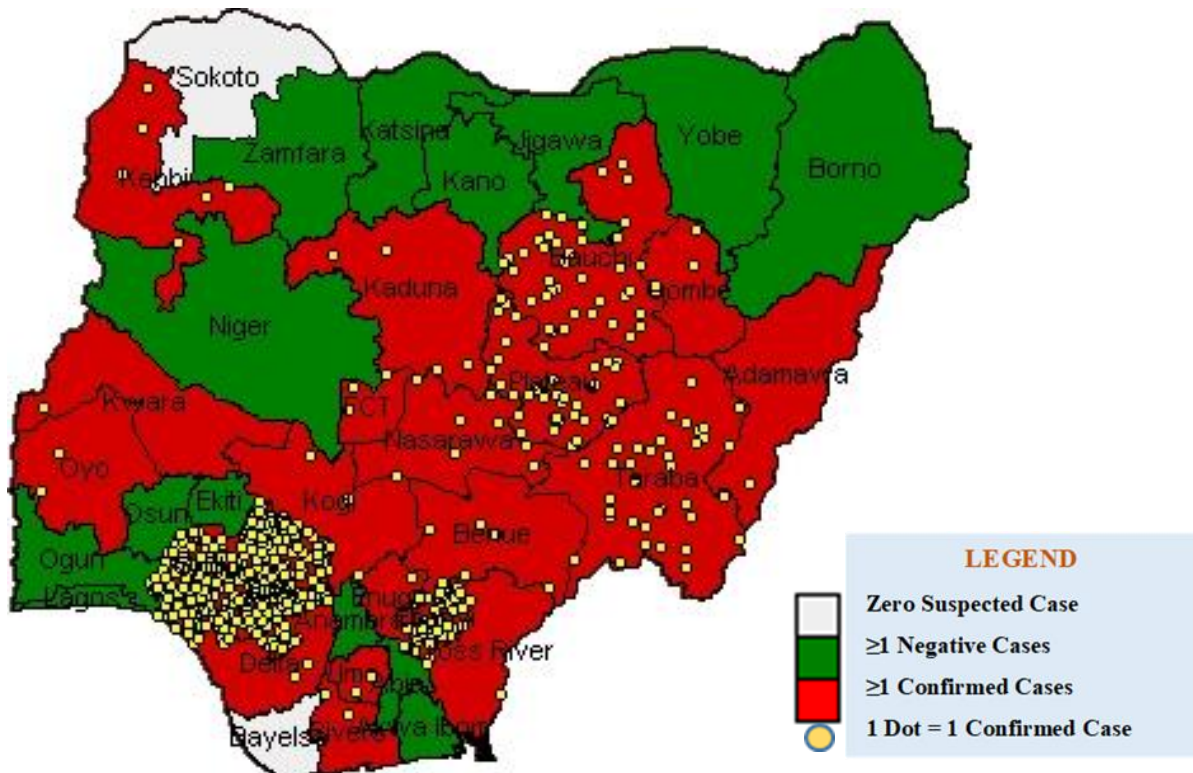 Sokoto
Katsina
Jigawa
Yobe
Zamfara
Kano
Borno
Kebbi
Bauchi
Kaduna
Gombe
Niger
Plateau
Adamawa
Kwara
FCT
Nasarawa
Oyo
Taraba
Ekiti
Kogi
Osun
Benue
Ogun
Lagos
Enugu
Anambra
Cross River
Delta
Imo
Abia
Bayelsa
Rivers
Akwa Ibom
LEGEND
Zero Suspected Case
≥1 Negative Cases
≥1 Confirmed Cases
1 Dot = 1 Confirmed Case